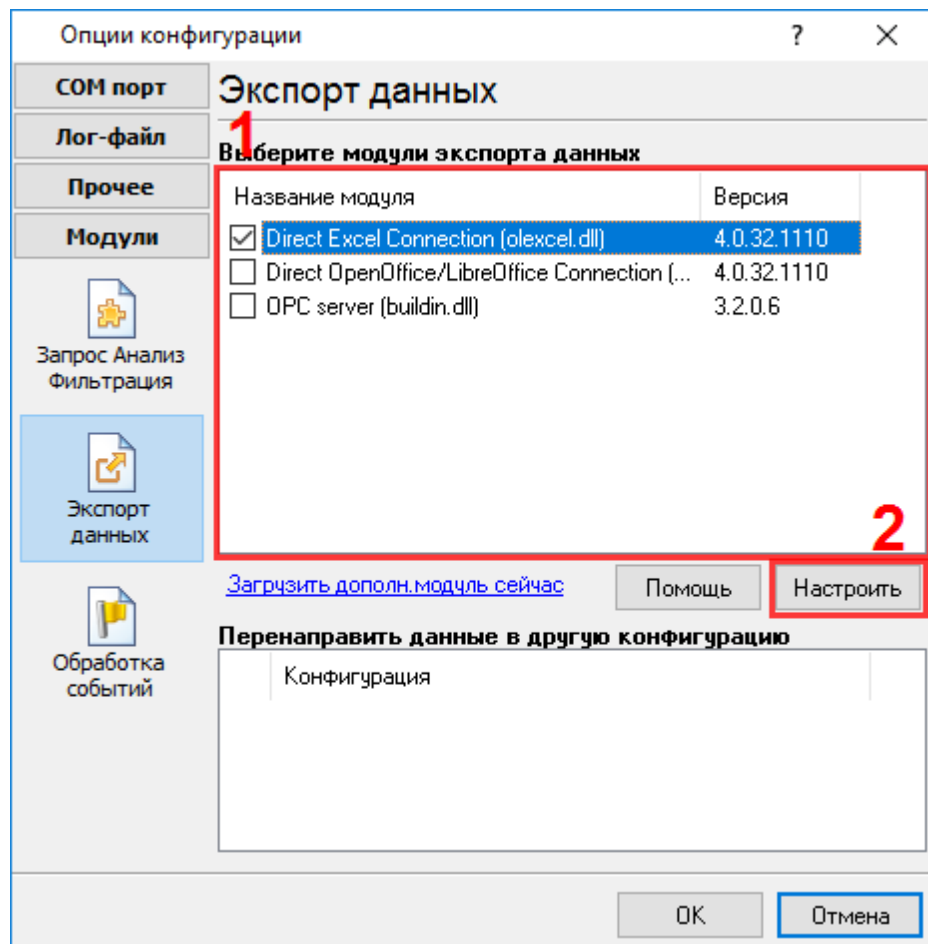 Опции конфигурации ? ×
COM порт
Лог-файл
Прочее
Модули
Запрос Анализ
Фильтрация
Экспорт
данных
Обработка
событий
Экспорт данных
1
Выберите модули экспорта данных
Название модуля Версия
Direct Excel Connection (olexcel.dll) 4.0.32.1110
Direct OpenOffice/LibreOffice Connection (... 4.0.32.1110
OPC server (buildin.dll) 3.2.0.6
2
Загрузить дополн.модуль сейчас Помощь Настроить
Перенаправить данные в другую конфигурацию
Конфигурация
OK Отмена